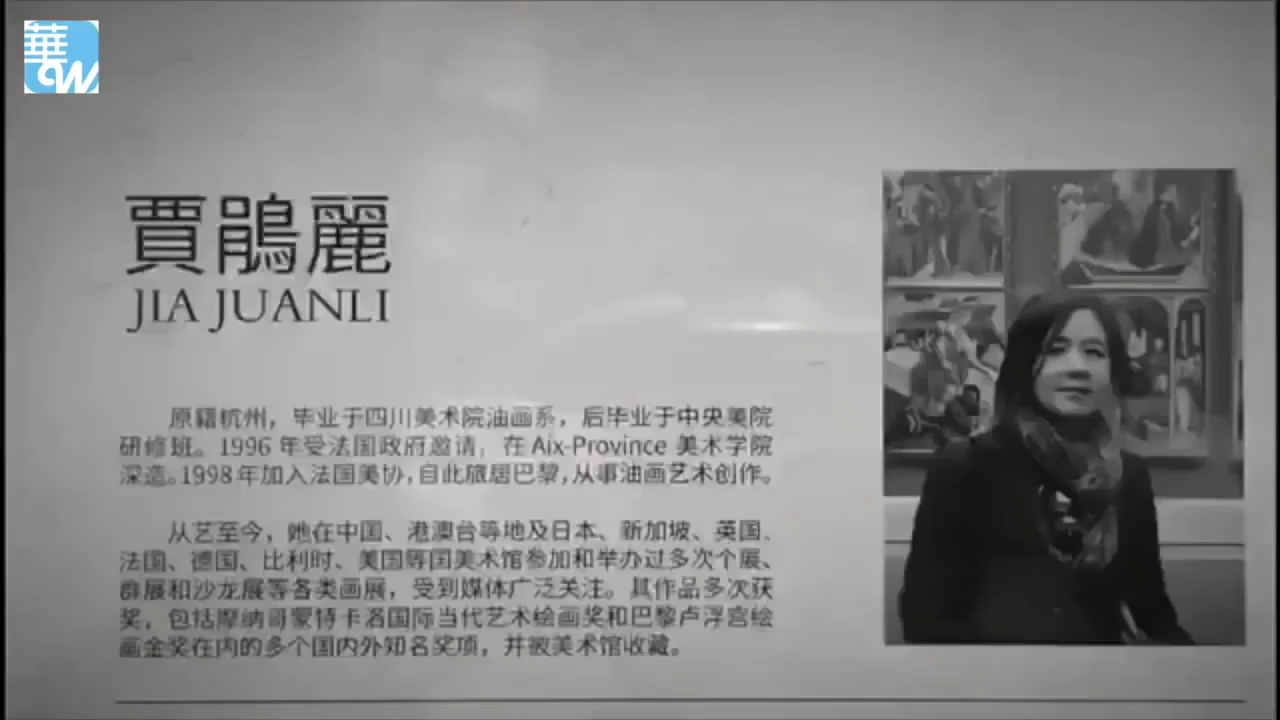 華
W
賈鵑麗
JIA JUANLI
原籍杭州，毕业于四川美术院油画系，后毕业于中央美院
研修班。1996 年受法国政府邀请，在 Aix-Province 美术学院
深造。1998年加入法国美协，自此旅居巴黎，从事油画艺术创作。
从艺至今，她在中国、港澳台等地及日本、新加坡、英国、
法国、德国、比利时、美国等国美术馆参加和举办过多次个展、
群展和沙龙展等各类画展，受到媒体广泛关注。其作品多次获
奖，包括摩纳哥蒙特卡洛国际当代艺术绘画奖和巴黎卢浮宫绘
画金奖在内的多个国内外知名奖项，并被美术馆收藏。